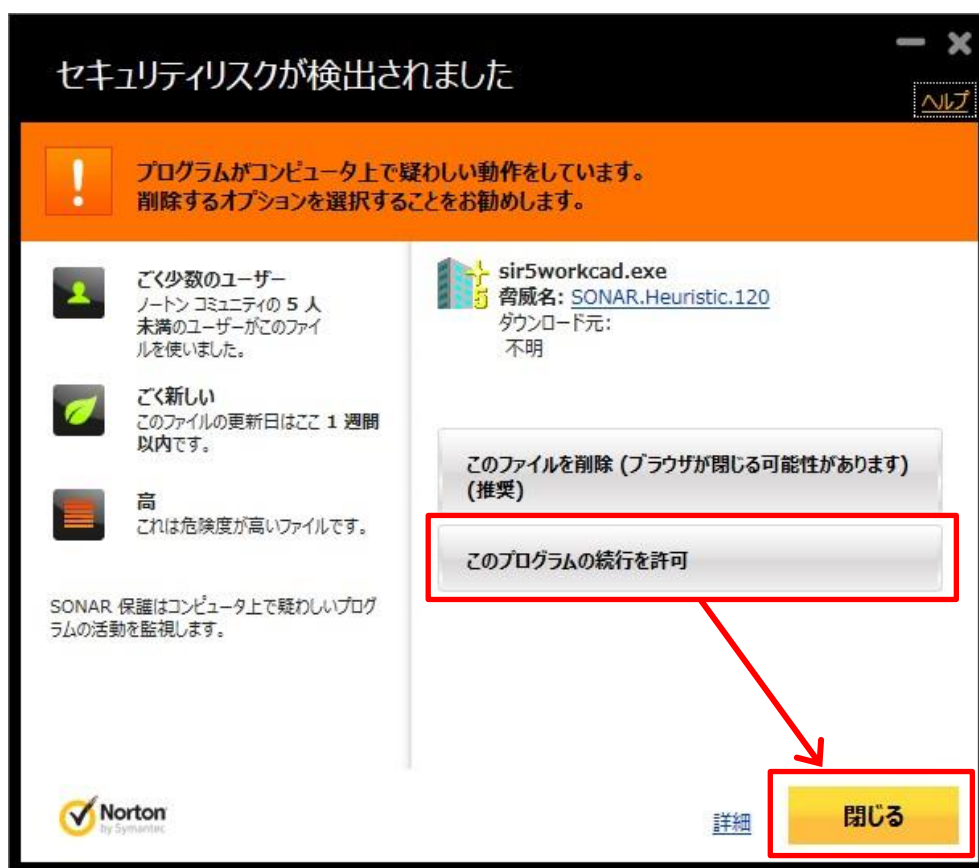 セキュリティリスクが検出されました
ヘルプ
プログラムがコンピュータ上で疑わしい動作をしています。
削除するオプションを選択することをお勧めします。
ごく少数のユーザー
ノートン コミュニティの 5 人
未満のユーザーがこのファイ
ルを使いました。
ごく新しい
このファイルの更新日はここ 1 週間
以内です。
高
これは危険度が高いファイルです。
SONAR 保護はコンピュータ上で疑わしいプログ
ラムの活動を監視します。
sir5workcad.exe
脅威名: SONAR.Heuristic.120
ダウンロード元:
不明
このファイルを削除 (ブラウザが閉じる可能性があります)
(推奨)
このプログラムの続行を許可
Norton
by Symantec
詳細
閉じる